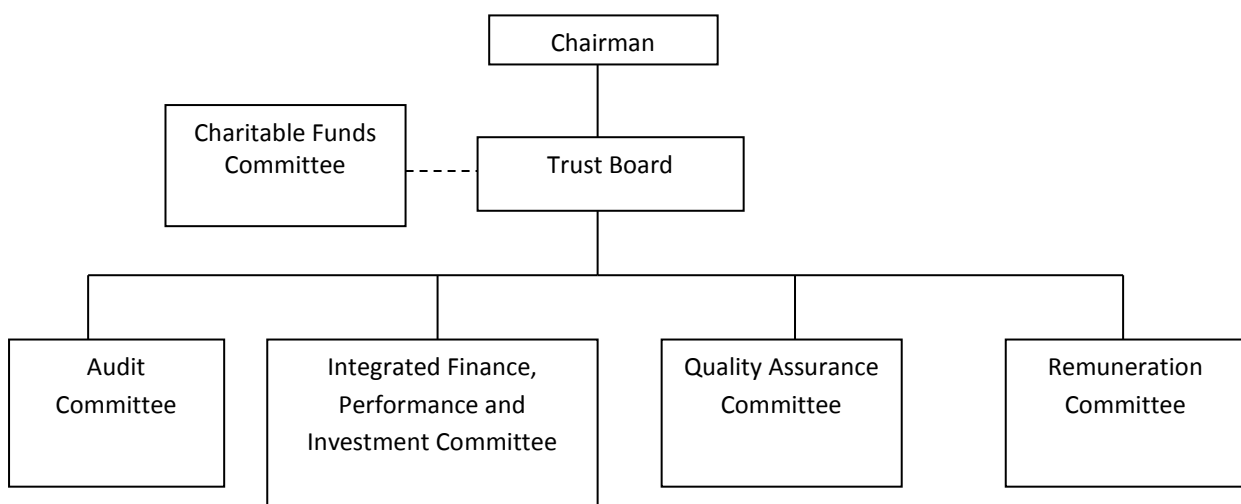 Chairman
Charitable Funds
Committee
Trust Board
Audit
Committee
Integrated Finance,
Performance and
Investment Committee
Quality Assurance
Committee
Remuneration
Committee